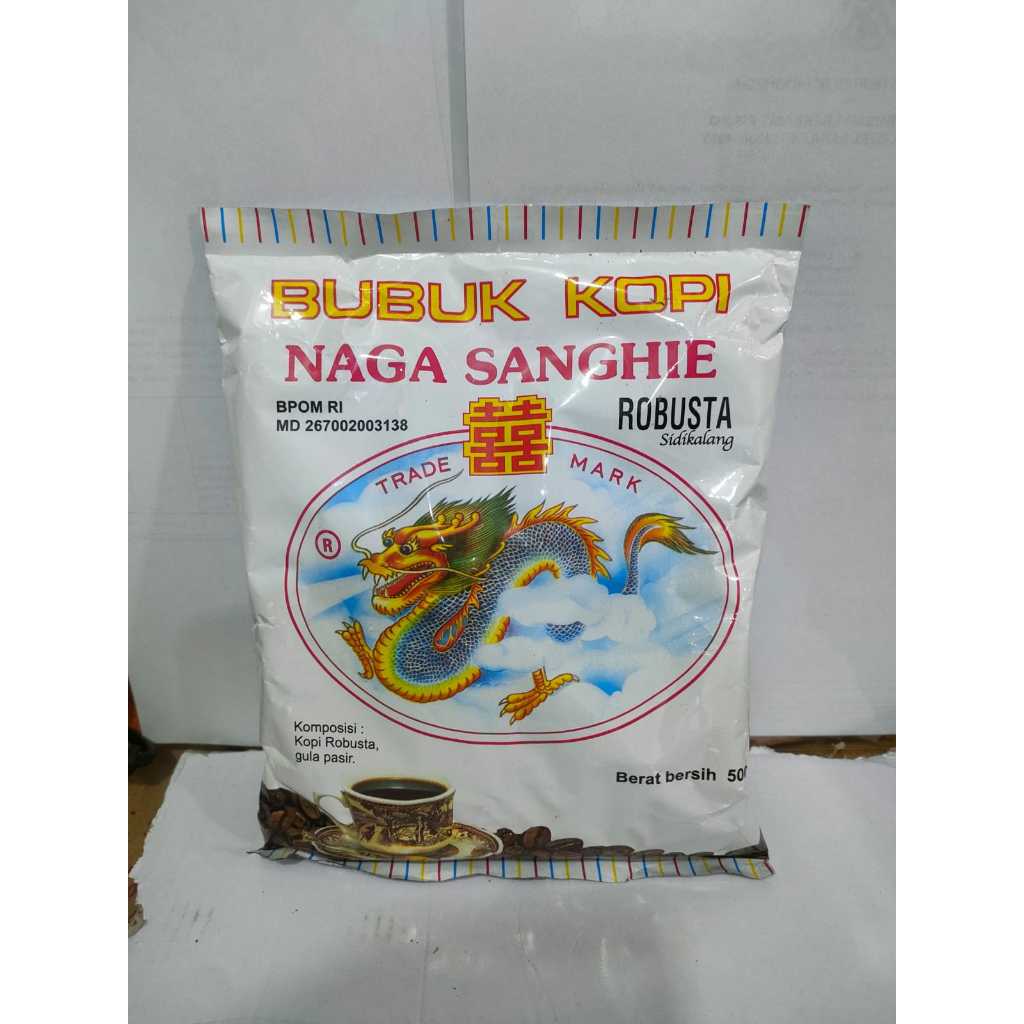 BUBUK KOPI
NAGA SANGHIE
BPOM RI
MD 267002003138
囍
ROBUSTA
Sidikalang
TRADE MARK
®
Komposisi :
Kopi Robusta,
gula pasir.
Berat bersih